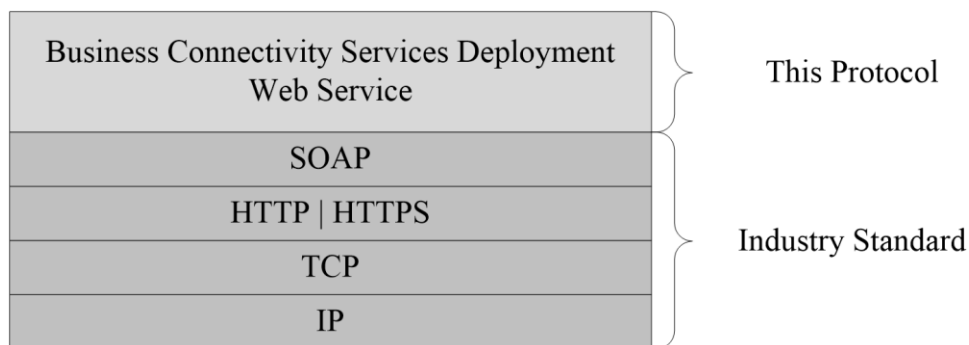 Business Connectivity Services Deployment
Web Service
This Protocol
SOAP
HTTP | HTTPS
TCP
IP
Industry Standard